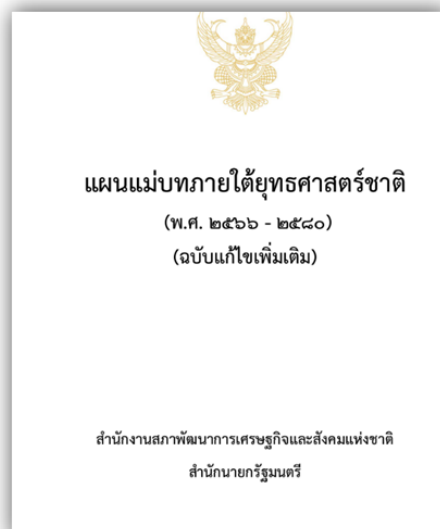 แผนแม่บทภายใต้ยุทธศาสตร์ชาติ
(พ.ศ. ๒๕๖๖ - ๒๕๘๐)
(ฉบับแก้ไขเพิ่มเติม)
สำนักงานสภาพัฒนาการเศรษฐกิจและสังคมแห่งชาติ
สำนักนายกรัฐมนตรี